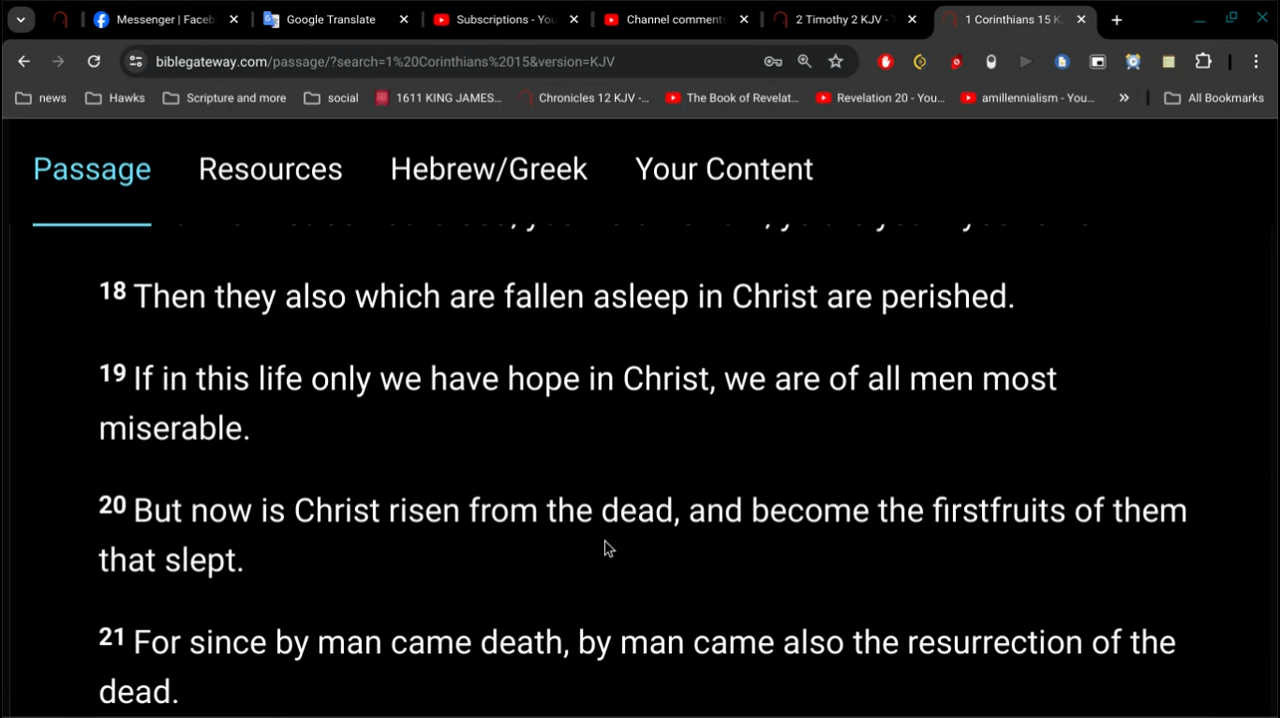 Messenger | Faceb
Google Translate
Subscriptions - You
Channel comments
2 Timothy 2 KJV - T
1 Corinthians 15 K
biblegateway.com/passage/?search=1%20Corinthians%2015&version=KJV
news
Hawks
Scripture and more
social
1611 KING JAMES...
Chronicles 12 KJV -...
The Book of Revelat...
Revelation 20 - You...
amillennialism - You...
All Bookmarks
Passage Resources Hebrew/Greek Your Content
18 Then they also which are fallen asleep in Christ are perished.
19 If in this life only we have hope in Christ, we are of all men most
miserable.
20 But now is Christ risen from the dead, and become the firstfruits of them
that slept.
21 For since by man came death, by man came also the resurrection of the
dead.